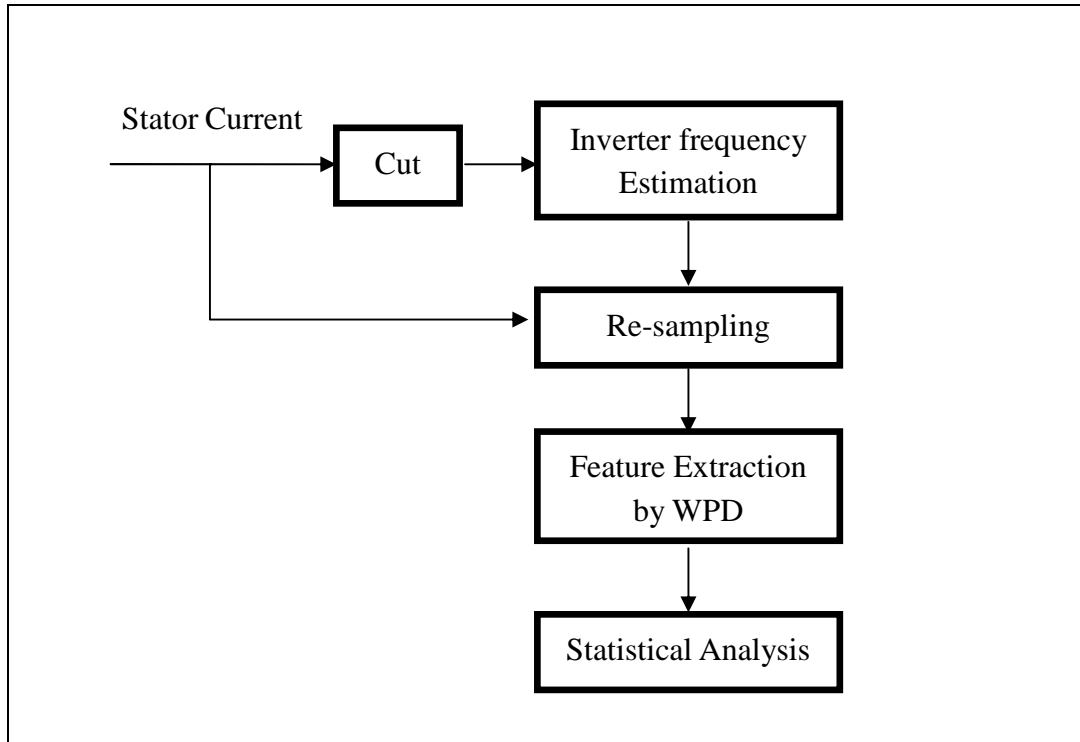 Stator Current
Cut
Inverter frequency
Estimation
Re-sampling
Feature Extraction
by WPD
Statistical Analysis